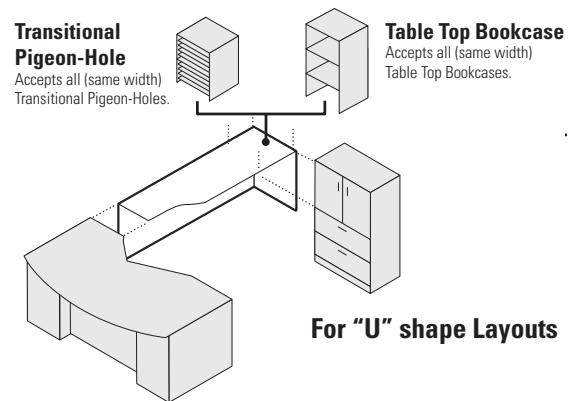 Transitional
Pigeon-Hole
Accepts all (same width)
Transitional Pigeon-Holes.
Table Top Bookcase
Accepts all (same width)
Table Top Bookcases.
For “U” shape Layouts